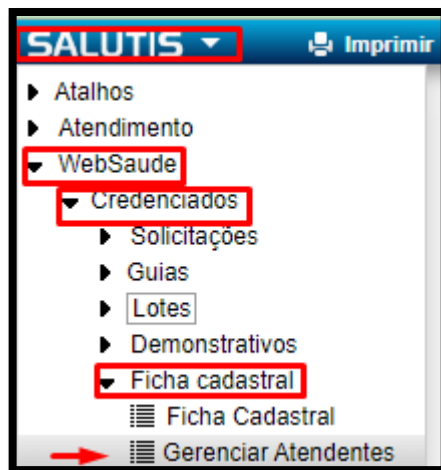 SALUTIS Imprimir
Atalhos
Atendimento
WebSaude
Credenciados
Solicitações
Guias
Lotes
Demonstrativos
Ficha cadastral
Ficha Cadastral
Gerenciar Atendentes